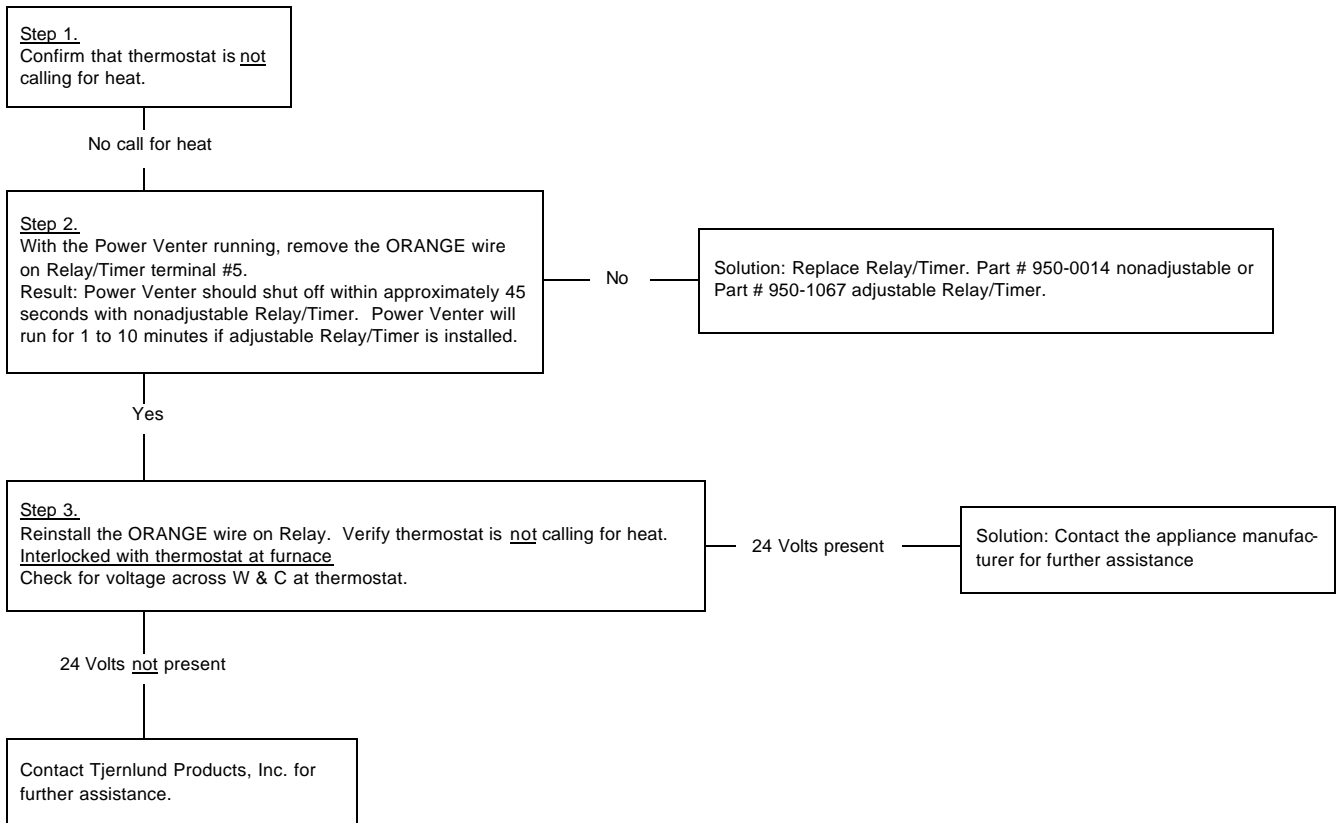 Step 1.
Confirm that thermostat is not
calling for heat.
No call for heat
Step 2.
With the Power Venter running, remove the ORANGE wire
on Relay/Timer terminal #5.
Result: Power Venter should shut off within approximately 45
seconds with nonadjustable Relay/Timer. Power Venter will
run for 1 to 10 minutes if adjustable Relay/Timer is installed.
No
Solution: Replace Relay/Timer. Part # 950-0014 nonadjustable or
Part # 950-1067 adjustable Relay/Timer.
Yes
Step 3.
Reinstall the ORANGE wire on Relay. Verify thermostat is not calling for heat.
Interlocked with thermostat at furnace
Check for voltage across W & C at thermostat.
24 Volts present
Solution: Contact the appliance manufac-
turer for further assistance
24 Volts not present
Contact Tjernlund Products, Inc. for
further assistance.